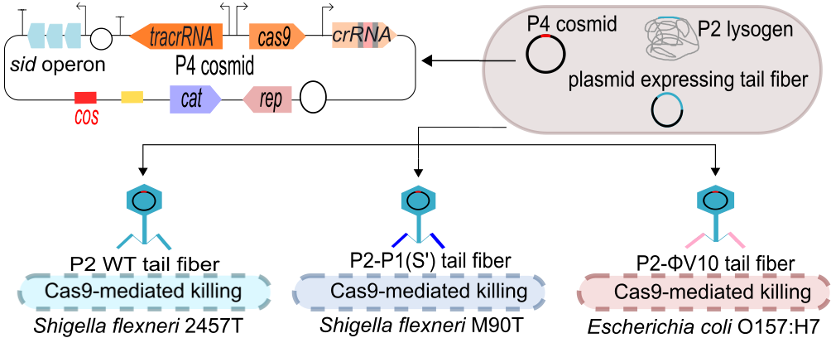 tracrRNA cas9 crRNA
sid operon
P4 cosmid
cos
cat rep
P4 cosmid
P2 lysogen
plasmid expressing tail fiber
P2 WT tail fiber
Cas9-mediated killing
Shigella flexneri 2457T
P2-P1(S') tail fiber
Cas9-mediated killing
Shigella flexneri M90T
P2-ΦV10 tail fiber
Cas9-mediated killing
Escherichia coli O157:H7